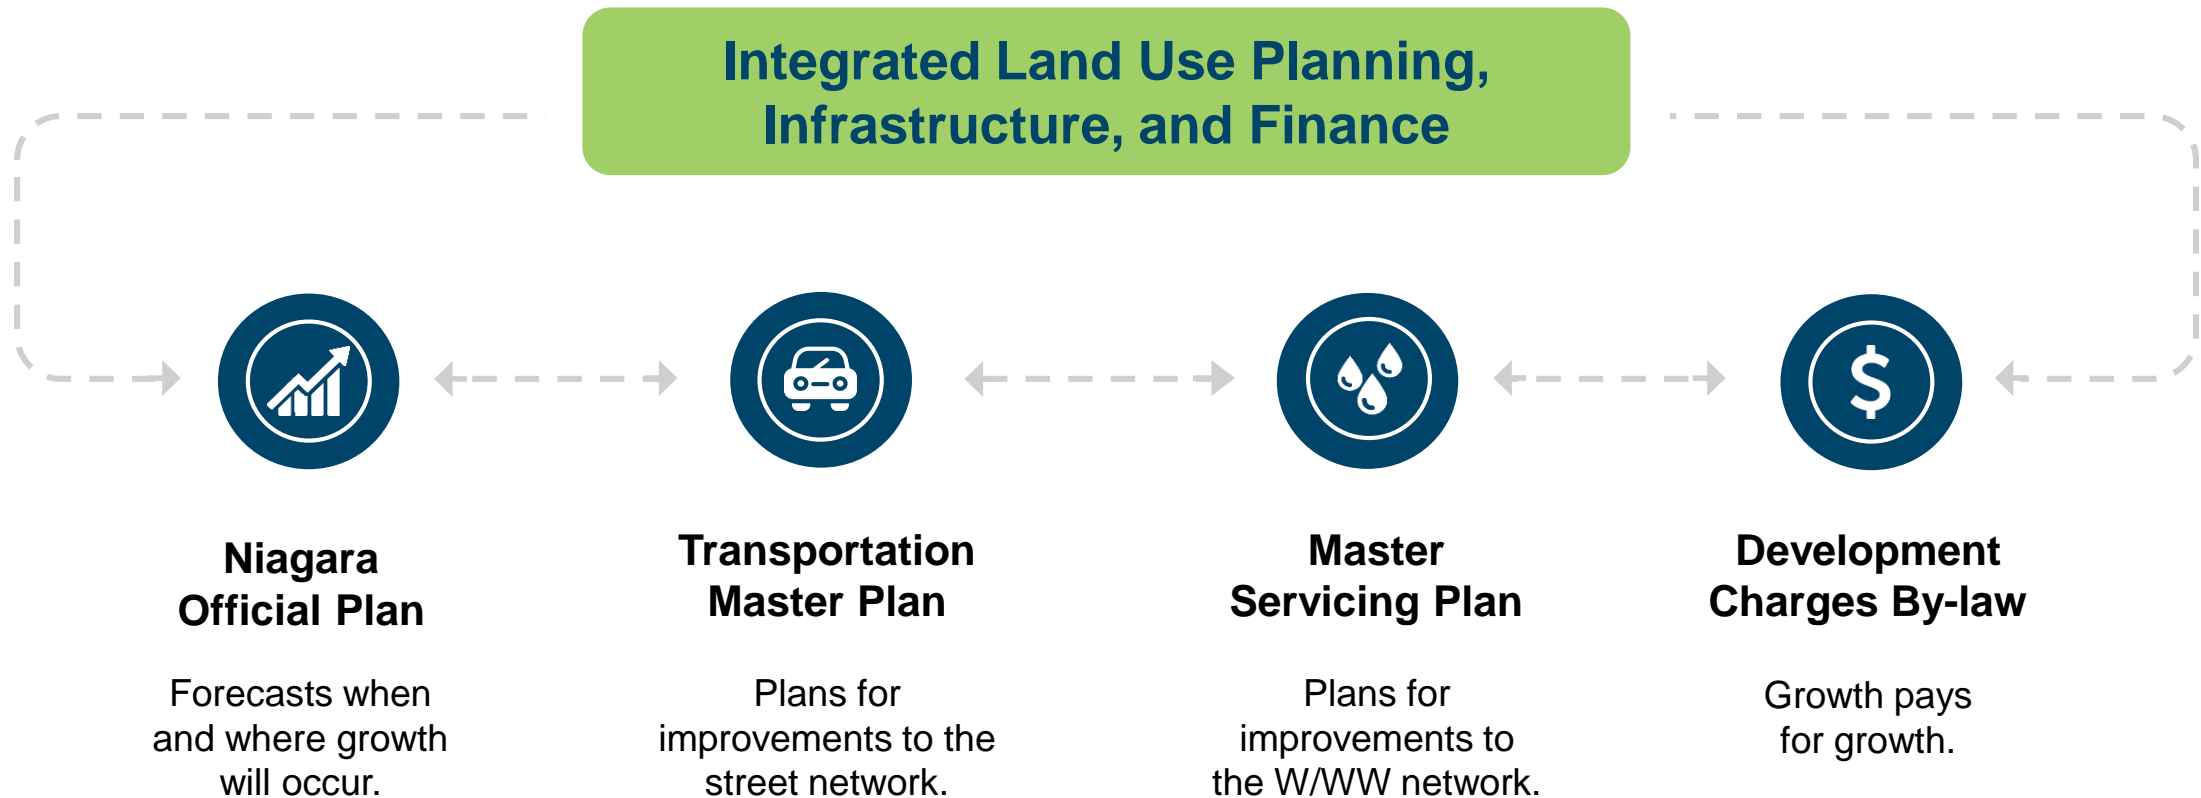 Integrated Land Use Planning,
Infrastructure, and Finance
$
Niagara
Official Plan
Forecasts when
and where growth
will occur.
Transportation
Master Plan
Plans for
improvements to the
street network.
Master
Servicing Plan
Plans for
improvements to
the W/WW network.
Development
Charges By-law
Growth pays
for growth.